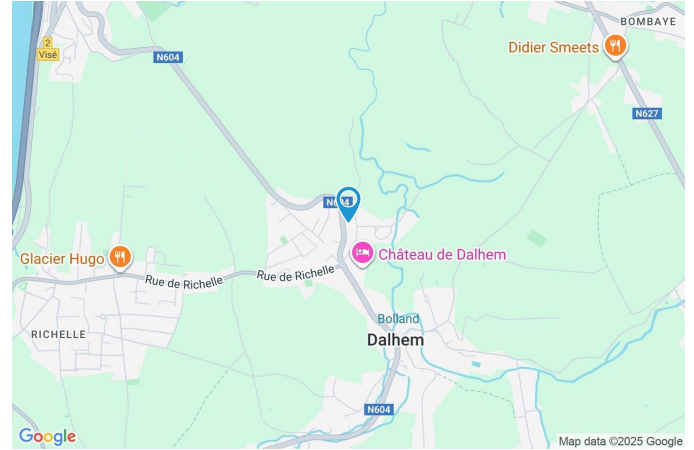 BOMBAYE
2
Visé
Didier Smeets
N604
N627
Château de Dalhem
Glacier Hugo
Rue de Richelle
Rue de Richelle
Bolland
RICHELLE
Dalhem
N604
Google
Map data ©2025 Google